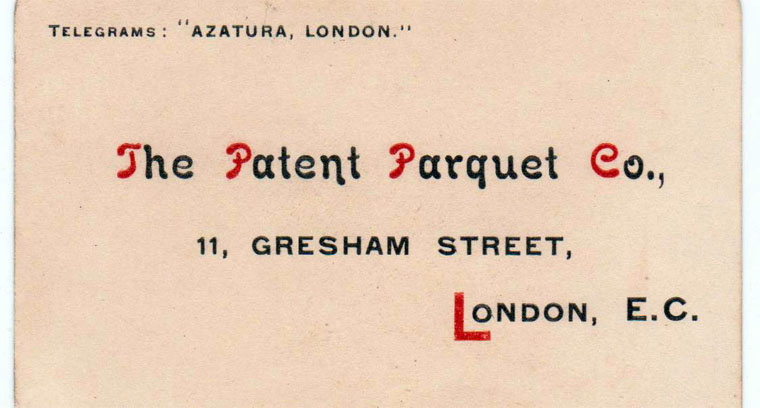 TELEGRAMS: "AZATURA, LONDON."
The Patent Parquet Co.,
11, GRESHAM STREET,
LONDON, E.C.